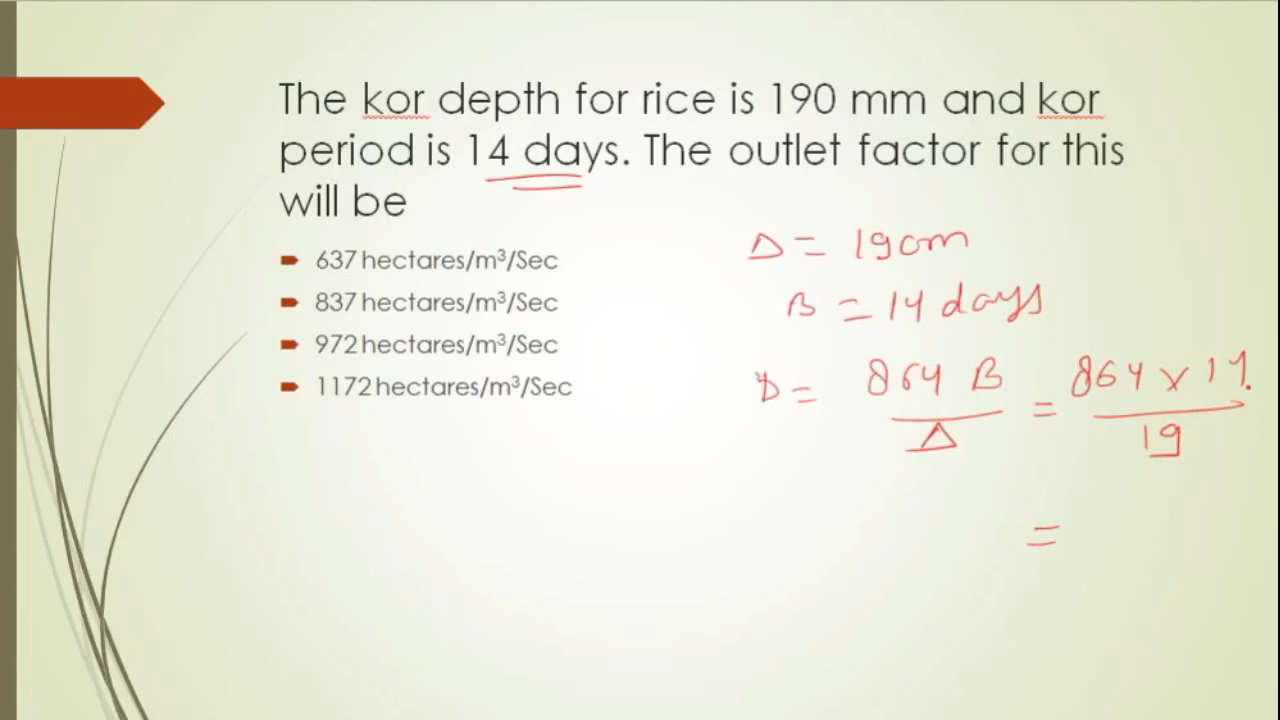 The kor depth for rice is 190 mm and kor
period is 14 days. The outlet factor for this
will be
637 hectares/m³/Sec
837 hectares/m³/Sec
972 hectares/m³/Sec
1172 hectares/m³/Sec
Δ = 19cm
B = 14 days
D = 864 B / Δ = 864 x 14 / 19
=